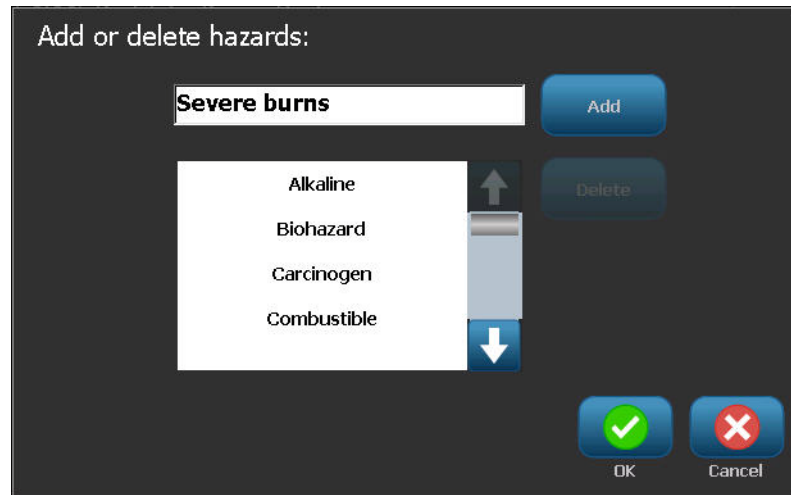 Add or delete hazards:
Severe burns
Add
Alkaline
Delete
Biohazard
Carcinogen
Combustible
OK
Cancel